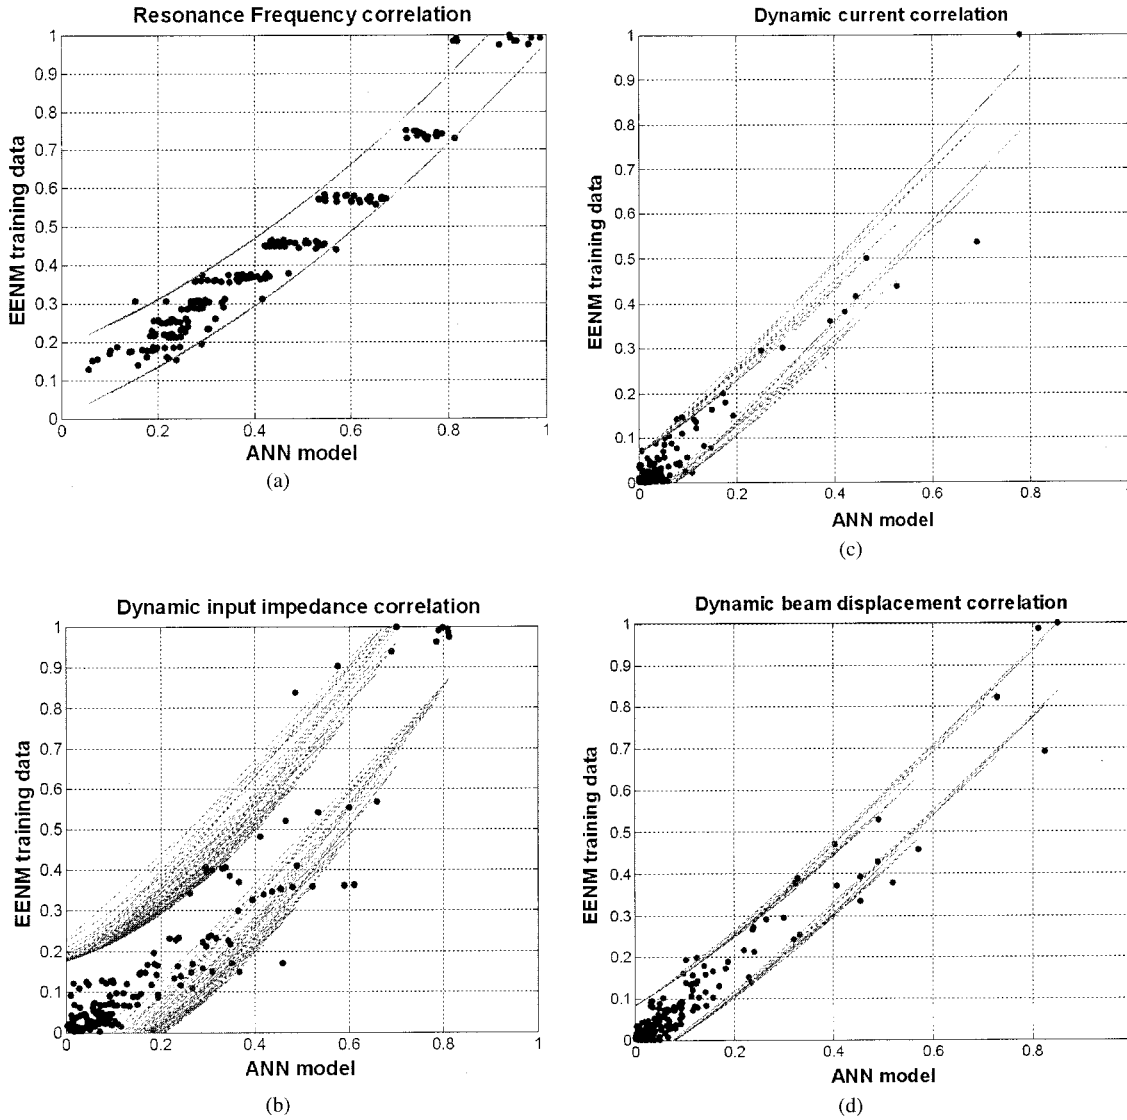 Resonance Frequency correlation
1
0.9
0.8
0.7
0.6
0.5
0.4
0.3
0.2
0.1
0
EENM training data
0 0.2 0.4 0.6 0.8 1
ANN model
(a)
Dynamic input impedance correlation
1
0.9
0.8
0.7
0.6
0.5
0.4
0.3
0.2
0.1
0
EENM training data
0 0.2 0.4 0.6 0.8 1
ANN model
(b)
Dynamic current correlation
1
0.9
0.8
0.7
0.6
0.5
0.4
0.3
0.2
0.1
0
EENM training data
0 0.2 0.4 0.6 0.8 1
ANN model
(c)
Dynamic beam displacement correlation
1
0.9
0.8
0.7
0.6
0.5
0.4
0.3
0.2
0.1
0
EENM training data
0 0.2 0.4 0.6 0.8
ANN model
(d)